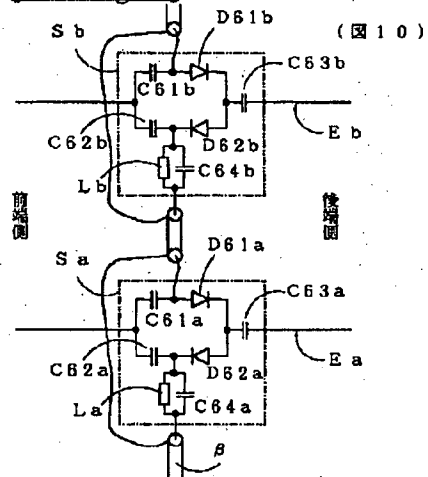 Sb
D61b
(図10)
C63b
C61b
Eb
C62b
D62b
C64b
Lb
前端側
後端側
D61a
Sa
C63a
C61a
Ea
C62a
D62a
La
C64a
β